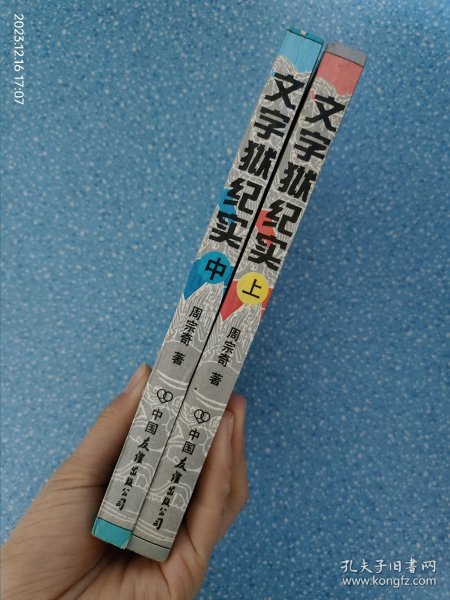 2023.12.16 17:07
文字狱纪实
中
周宗奇 著
中国友谊出版公司
文字狱纪实
上
周宗奇 著
中国友谊出版公司
孔夫子旧书网
www.kongfz.com